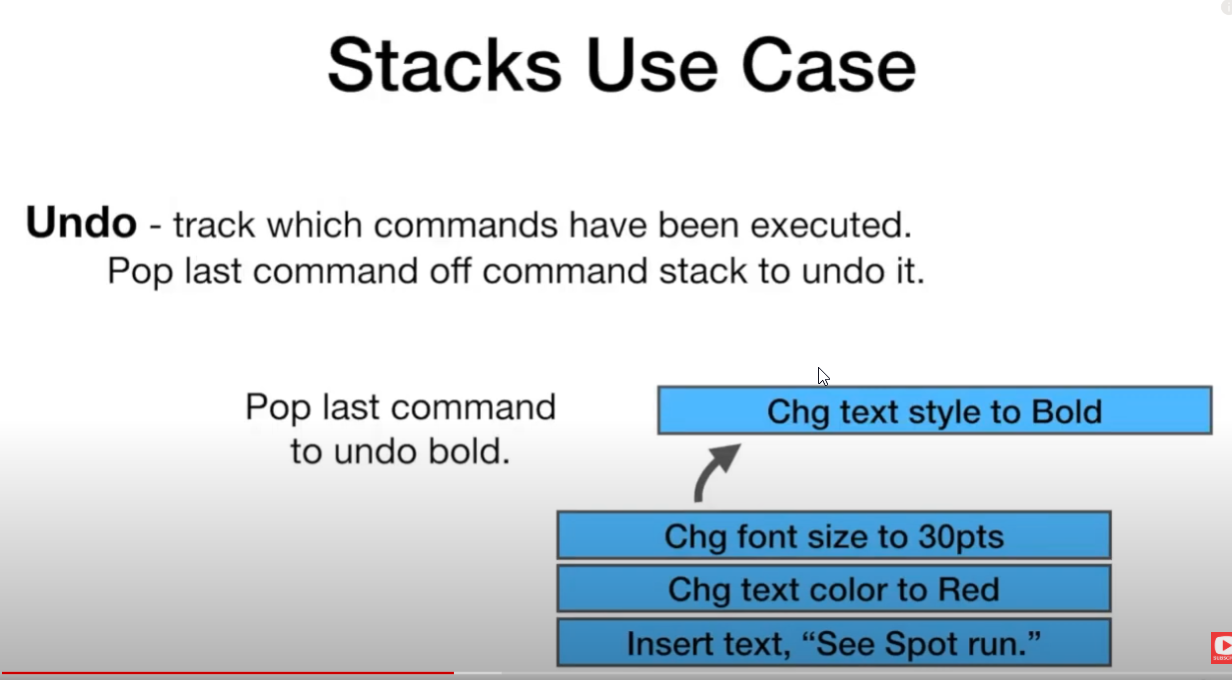 Stacks Use Case
Undo - track which commands have been executed.
Pop last command off command stack to undo it.
Pop last command
to undo bold.
Chg text style to Bold
Chg font size to 30pts
Chg text color to Red
Insert text, “See Spot run.”